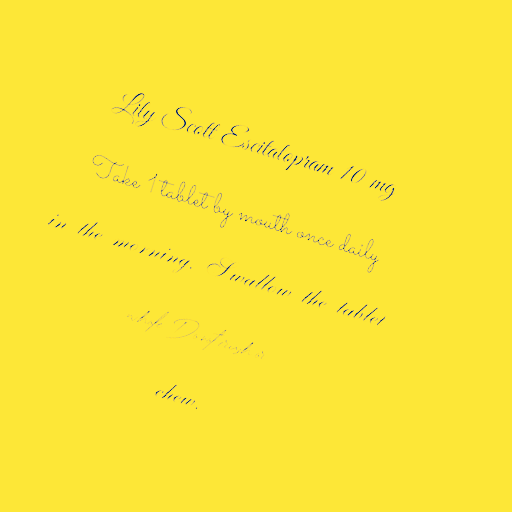 Lily Scott Escitalopram 10 mg
Take 1 tablet by mouth once daily
in the morning. Swallow the tablet
chew.